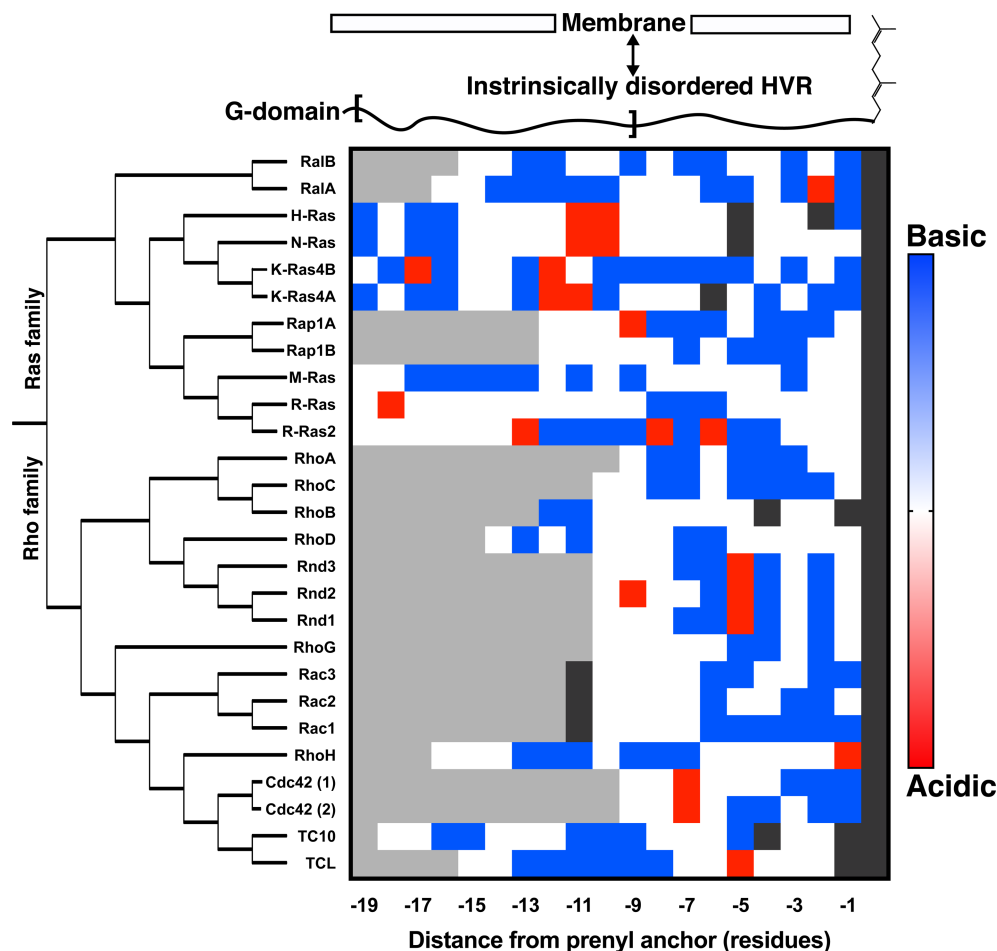 Membrane
Instrinsically disordered HVR
G-domain
Ras family
Rho family
RalB
RalA
H-Ras
N-Ras
K-Ras4B
K-Ras4A
Rap1A
Rap1B
M-Ras
R-Ras
R-Ras2
RhoA
RhoC
RhoB
RhoD
Rnd3
Rnd2
Rnd1
RhoG
Rac3
Rac2
Rac1
RhoH
Cdc42 (1)
Cdc42 (2)
TC10
TCL
Basic
Acidic
-19 -17 -15 -13 -11 -9 -7 -5 -3 -1
Distance from prenyl anchor (residues)